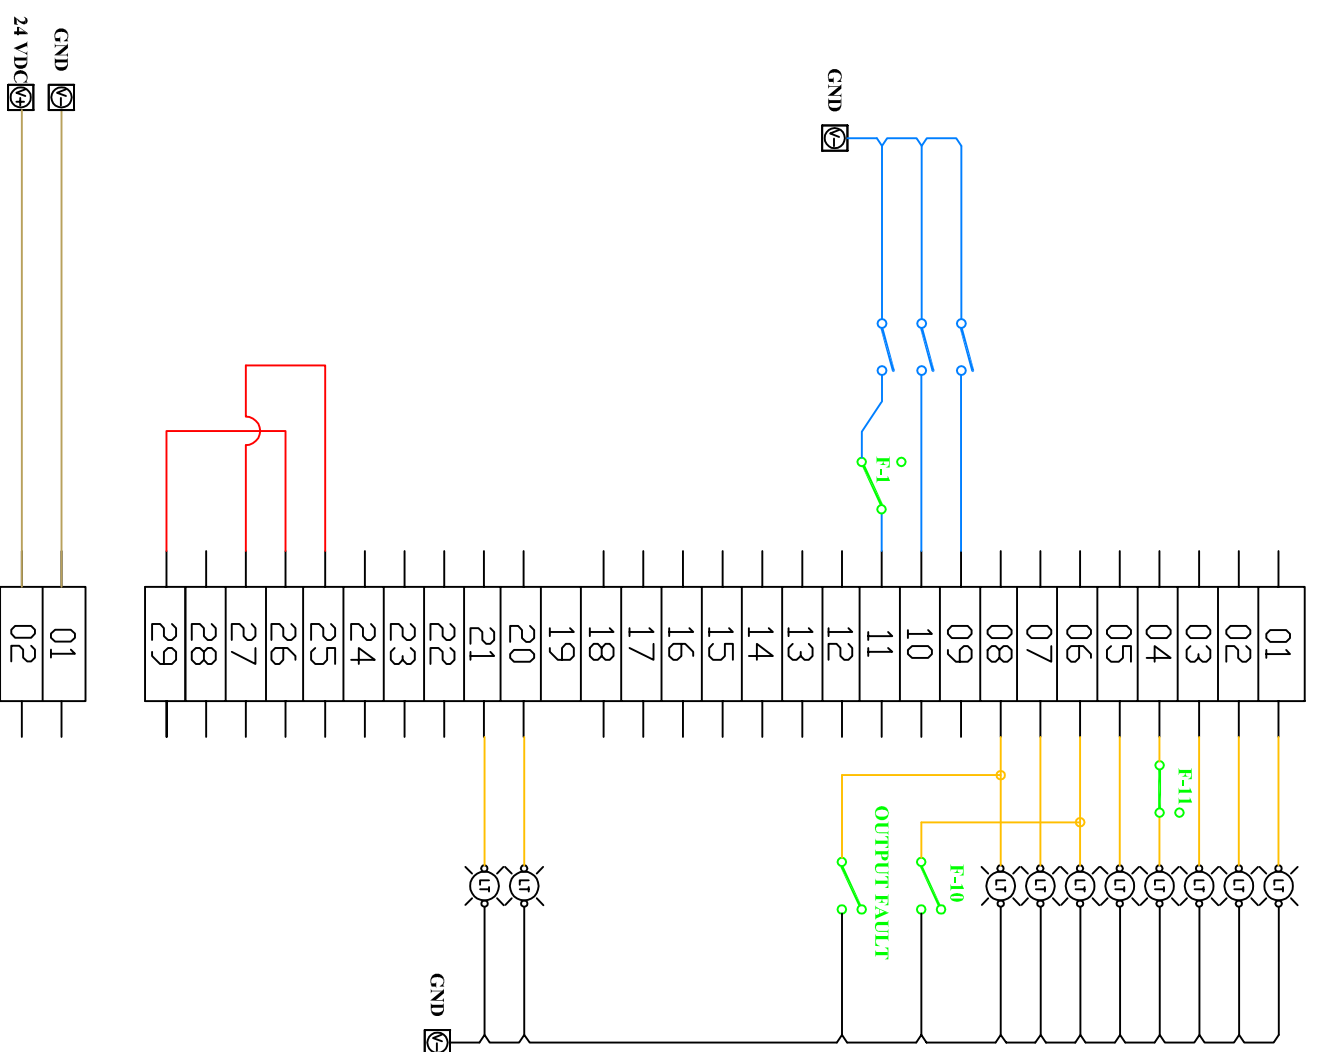 24 VDC
V+
GND
V-
GND
V-
F-1
02
01
29
28
27
26
25
24
23
22
21
20
19
18
17
16
15
14
13
12
11
10
09
08
07
06
05
04
03
02
01
F-11
OUTPUT FAULT
F-10
LT
LT
LT
LT
LT
LT
LT
LT
LT
LT
GND
V-